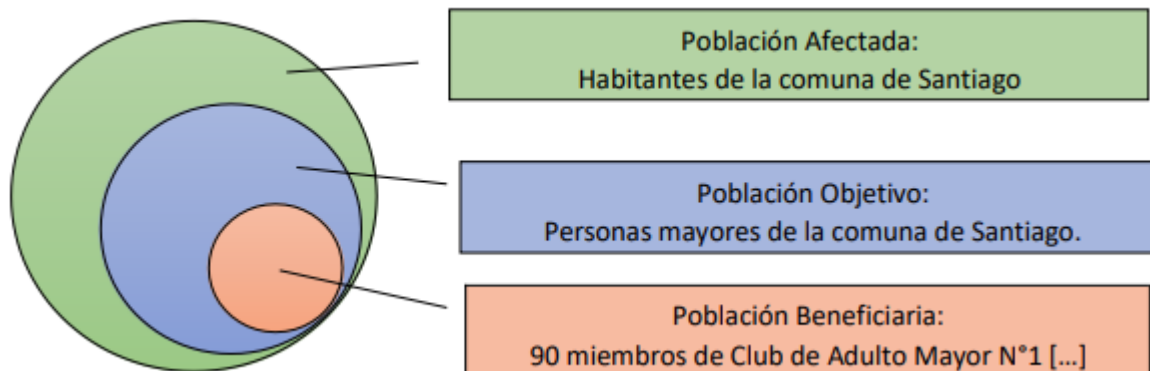 Población Afectada:
Habitantes de la comuna de Santiago
Población Objetivo:
Personas mayores de la comuna de Santiago.
Población Beneficiaria:
90 miembros de Club de Adulto Mayor N°1 [...]